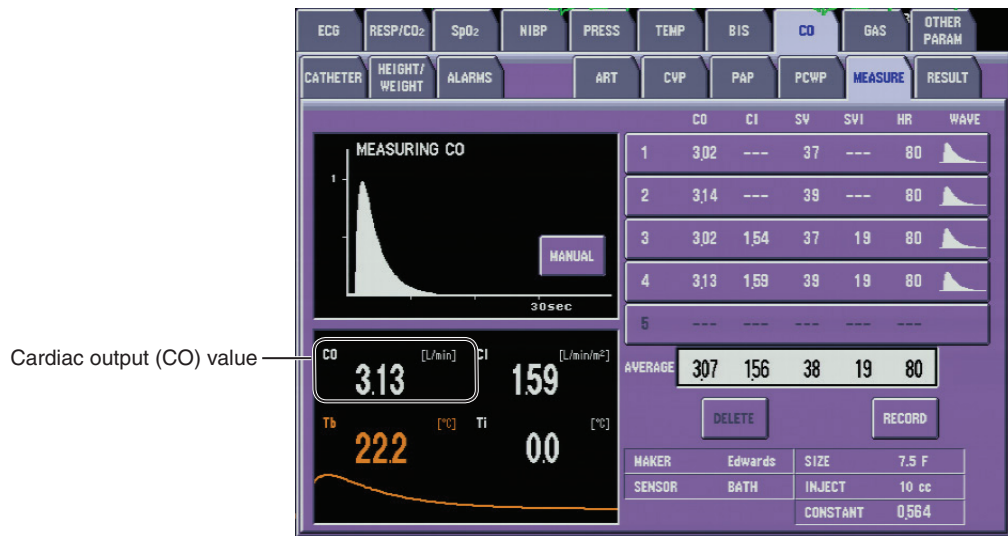 ECG RESP/CO2 SpO2 NIBP PRESS TEMP BIS CO GAS OTHER PARAM
CATHETER HEIGHT/WEIGHT ALARMS ART CVP PAP PCWP MEASURE RESULT
MEASURING CO
1
MANUAL
30sec
CO CI SV SVI HR WAVE
1 3.02 --- 37 --- 80
2 3.14 --- 39 --- 80
3 3.02 1.54 37 19 80
4 3.13 1.59 39 19 80
5 --- --- --- --- ---
AVERAGE 3.07 1.56 38 19 80
DELETE RECORD
Cardiac output (CO) value
CO [L/min] 3.13
CI [L/min/m²] 1.59
Tb [°C] 22.2
Ti [°C] 0.0
MAKER Edwards SIZE 7.5 F
SENSOR BATH INJECT 10 cc
CONSTANT 0.564